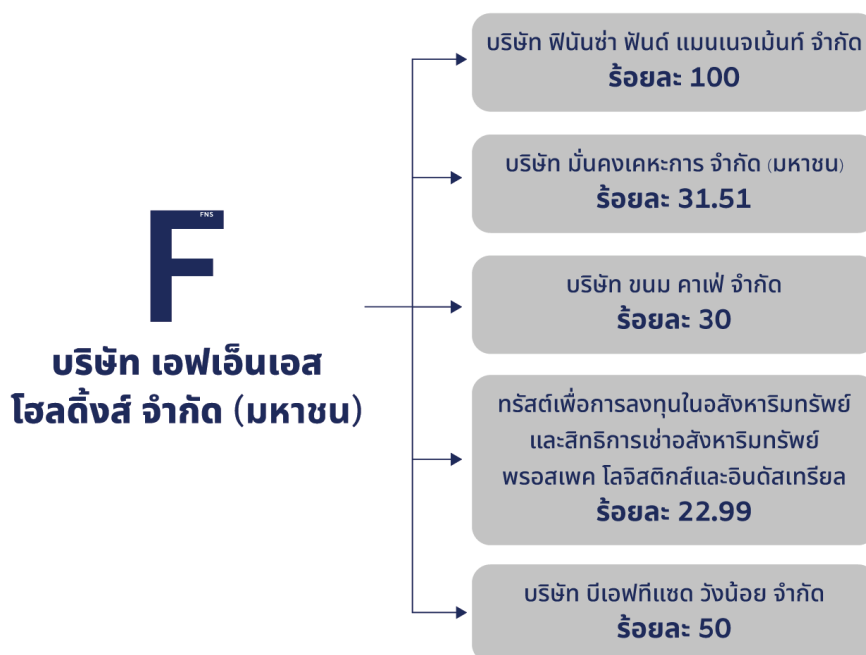 FNS
F
บริษัท เอฟเอ็นเอส
โฮลดิ้งส์ จำกัด (มหาชน)
บริษัท ฟินันซ่า ฟันด์ แมนเนจเม้นท์ จำกัด
ร้อยละ 100
บริษัท มั่นคงเคหะการ จำกัด (มหาชน)
ร้อยละ 31.51
บริษัท ขนม คาเฟ่ จำกัด
ร้อยละ 30
ทรัสต์เพื่อการลงทุนในอสังหาริมทรัพย์
และสิทธิการเช่าอสังหาริมทรัพย์
พรอสเพค โลจิสติกส์และอินดัสเทรียล
ร้อยละ 22.99
บริษัท บีเอฟทีแซด วังน้อย จำกัด
ร้อยละ 50